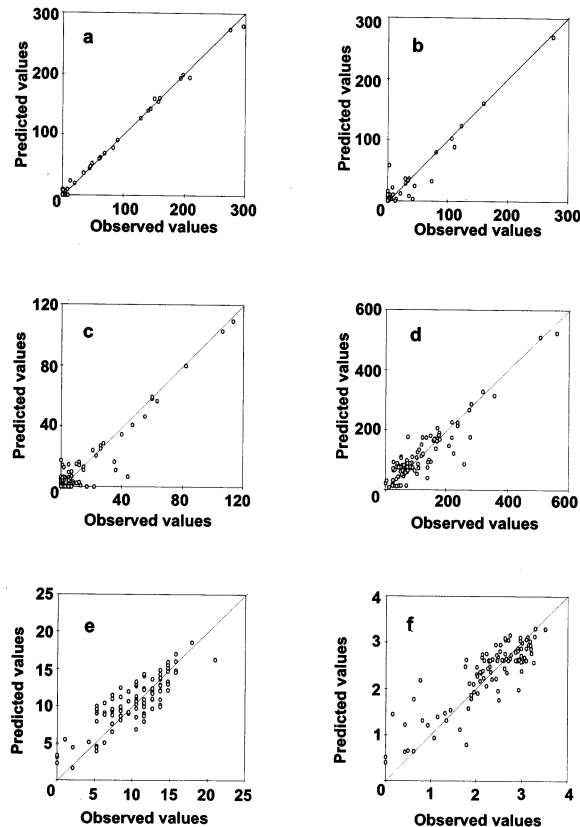 300 300
a b
200 200
100 100
0 0
0 100 200 300 0 100 200 300
Predicted values Predicted values
Observed values Observed values
120 600
c d
80 400
40 200
0 0
0 40 80 120 0 200 400 600
Predicted values Predicted values
Observed values Observed values
25 4
e f
20 3
15
10 2
5 1
0 5 10 15 20 25 0 1 2 3 4
Predicted values Predicted values
Observed values Observed values